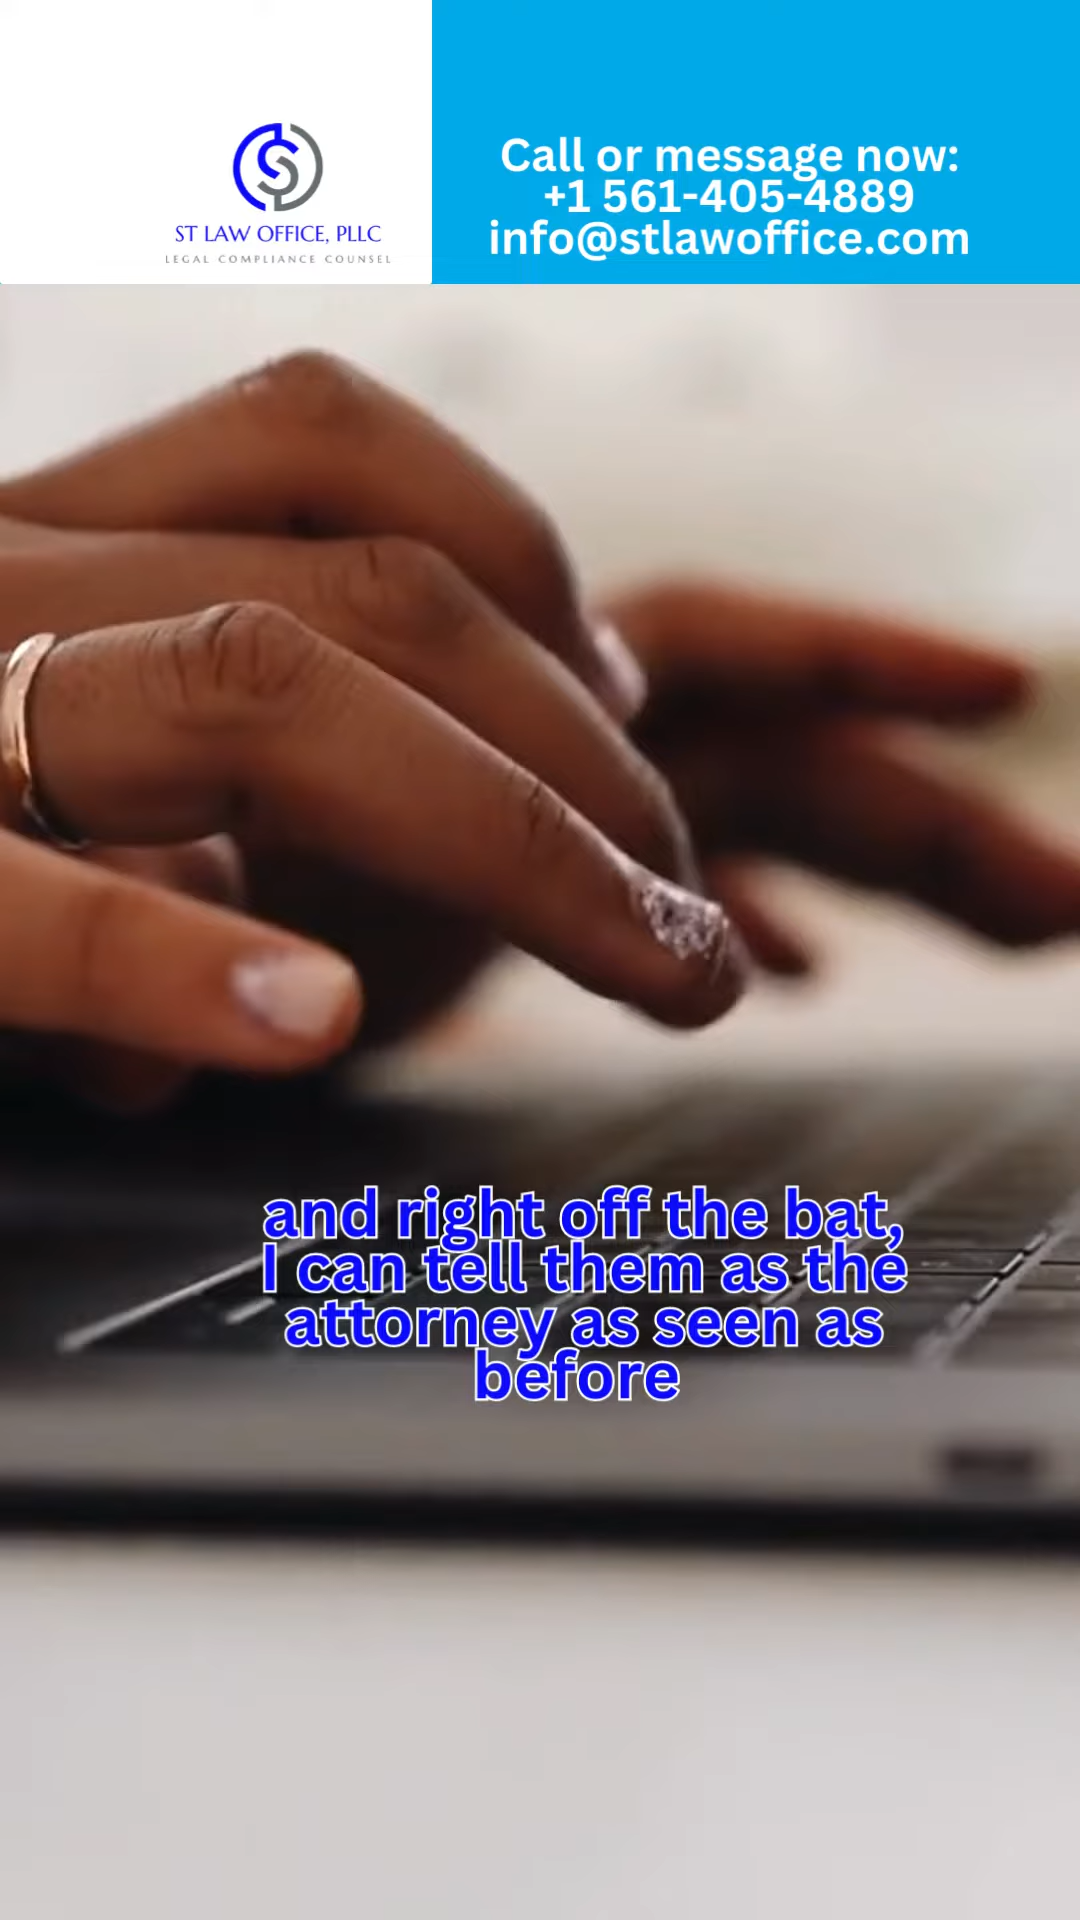 ST LAW OFFICE, PLLC
LEGAL COMPLIANCE COUNSEL
Call or message now:
+1 561-405-4889
info@stlawoffice.com
and right off the bat,
I can tell them as the
attorney as seen as
before